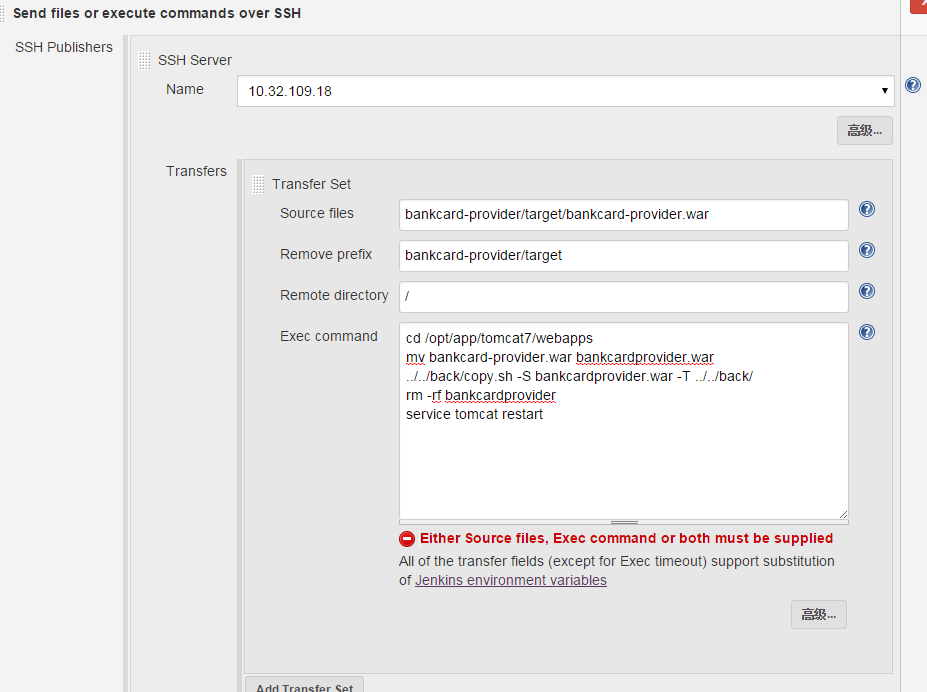 Send files or execute commands over SSH
SSH Publishers
SSH Server
Name
10.32.109.18
高级...
Transfers
Transfer Set
Source files
bankcard-provider/target/bankcard-provider.war
Remove prefix
bankcard-provider/target
Remote directory
/
Exec command
cd /opt/app/tomcat7/webapps
mv bankcard-provider.war bankcardprovider.war
../../back/copy.sh -S bankcardprovider.war -T ../../back/
rm -rf bankcardprovider
service tomcat restart
Either Source files, Exec command or both must be supplied
All of the transfer fields (except for Exec timeout) support substitution
of Jenkins environment variables
高级...
Add Transfer Set